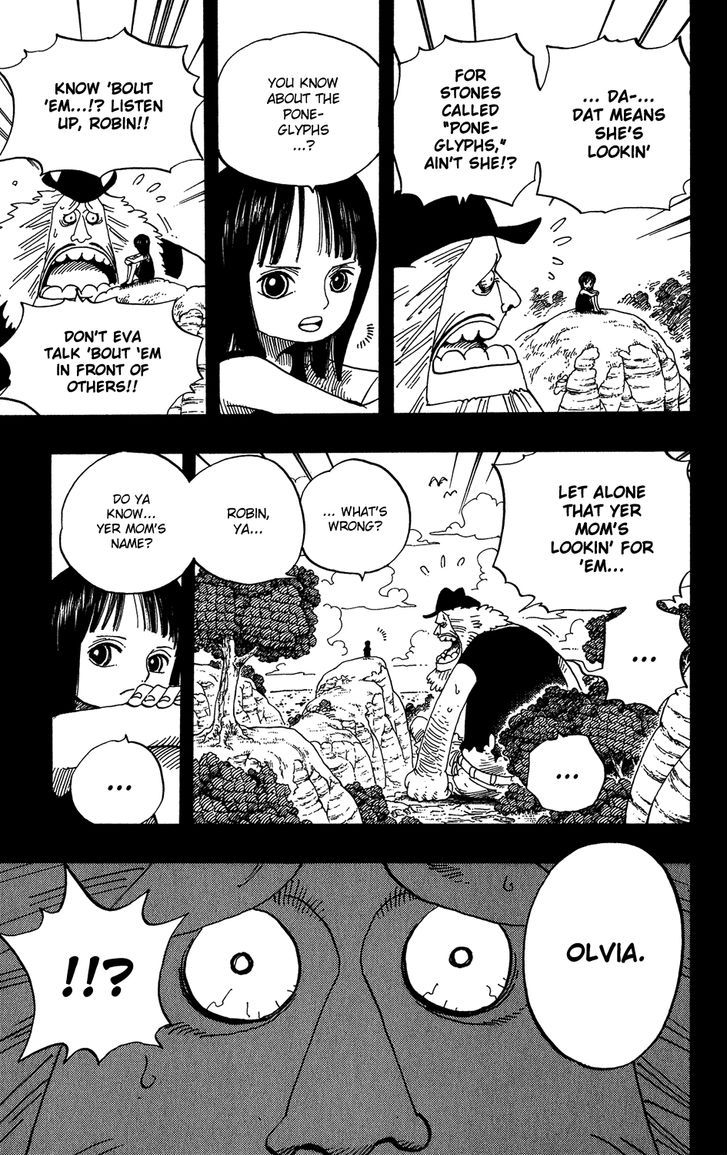 ... DA-...
DAT MEANS
SHE'S
LOOKIN'
FOR
STONES
CALLED
"PONE-
GLYPHS,"
AIN'T SHE!?
YOU KNOW
ABOUT THE
PONE-
GLYPHS
...?
KNOW 'BOUT
'EM...!? LISTEN
UP, ROBIN!!
DON'T EVA
TALK 'BOUT 'EM
IN FRONT OF
OTHERS!!
LET ALONE
THAT YER
MOM'S
LOOKIN' FOR
'EM...
...
...
... WHAT'S
WRONG?
ROBIN,
YA...
DO YA
KNOW...
YER MOM'S
NAME?
...
OLVIA.
!!?